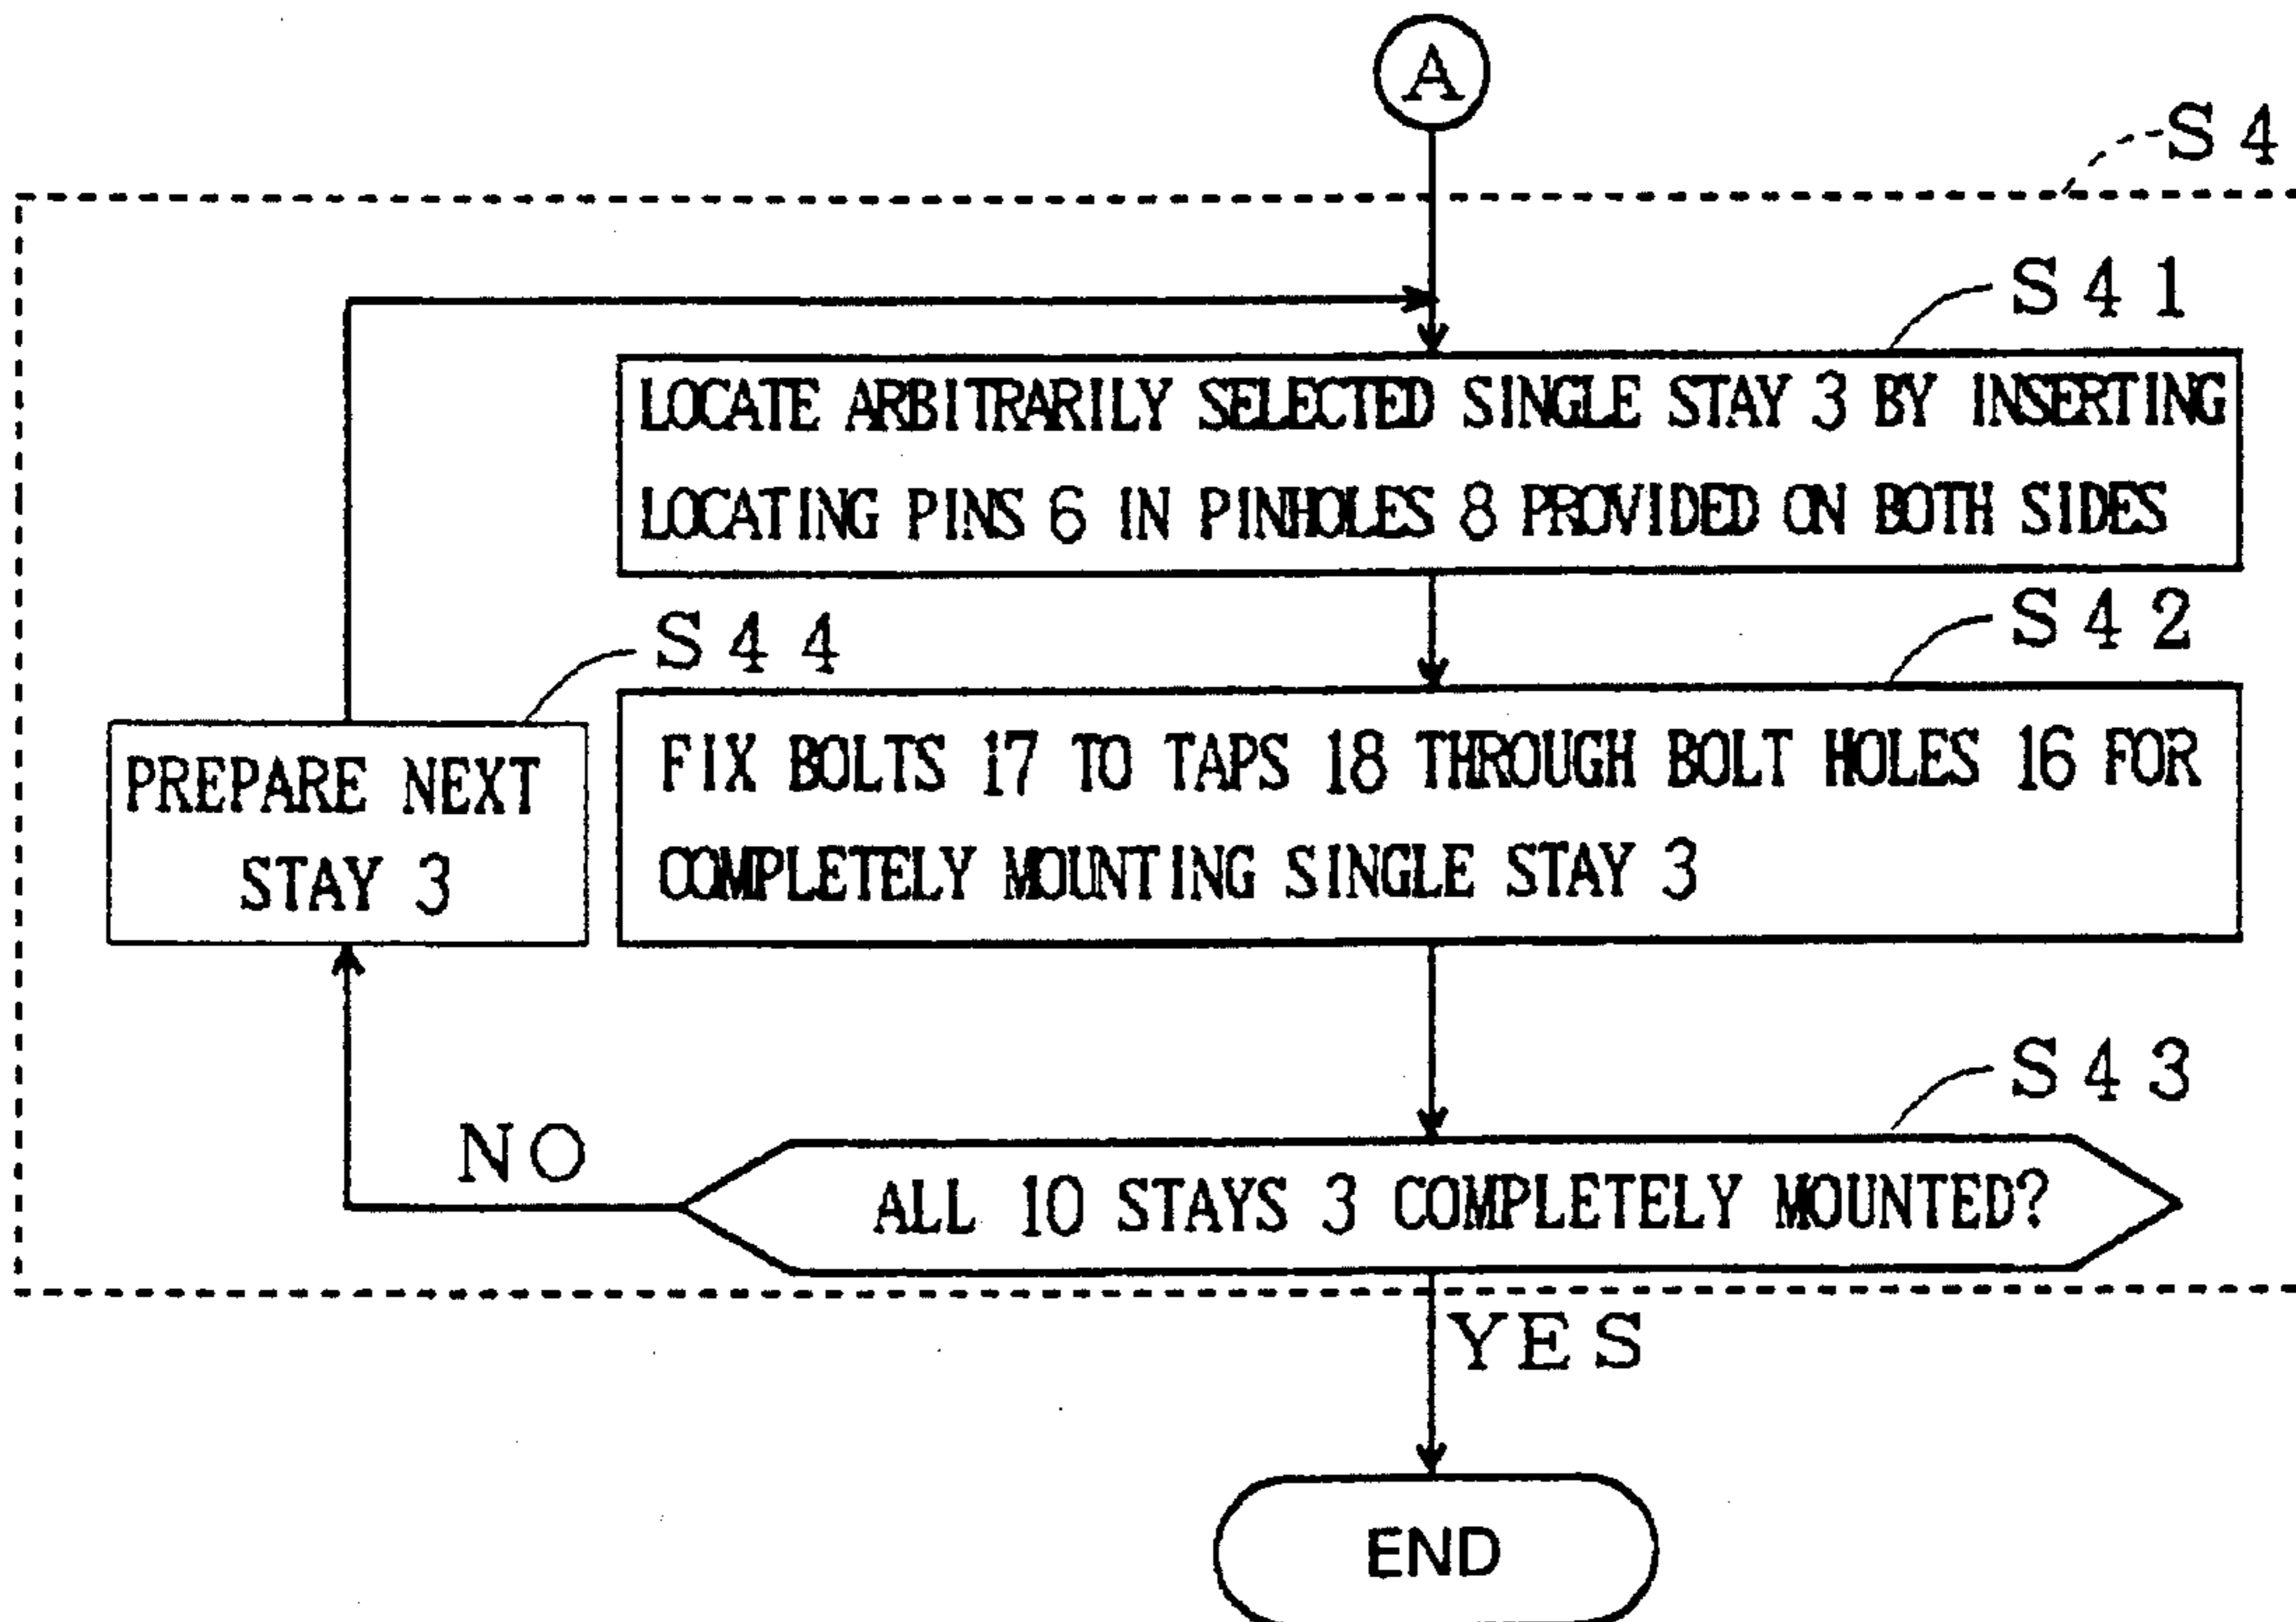 A
S4
S41
LOCATE ARBITRARILY SELECTED SINGLE STAY 3 BY INSERTING
LOCATING PINS 6 IN PINHOLES 8 PROVIDED ON BOTH SIDES
S42
S44
FIX BOLTS 17 TO TAPS 18 THROUGH BOLT HOLES 16 FOR
COMPLETELY MOUNTING SINGLE STAY 3
PREPARE NEXT
STAY 3
S43
NO
ALL 10 STAYS 3 COMPLETELY MOUNTED?
YES
END